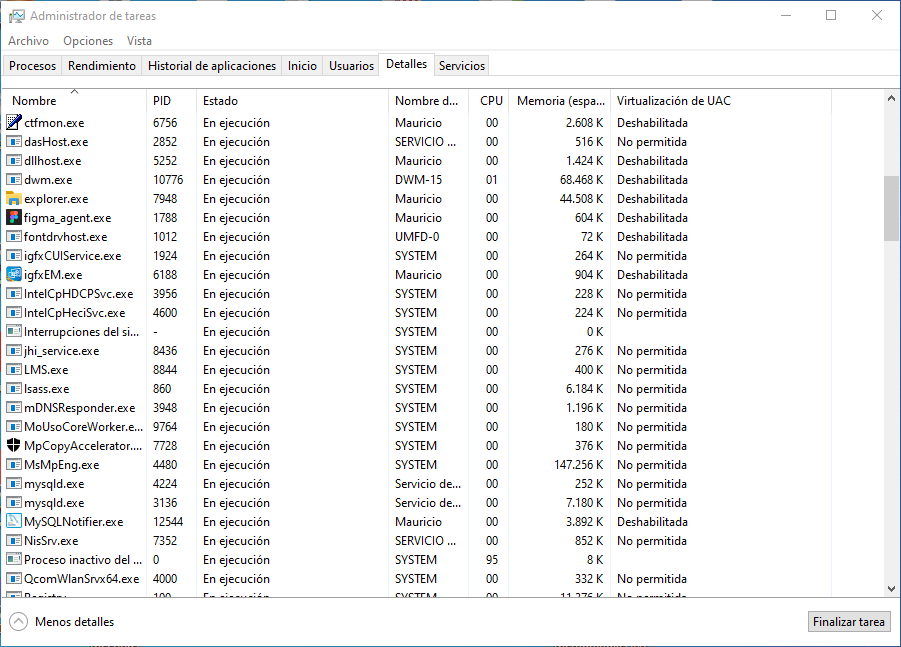 Administrador de tareas
Archivo Opciones Vista
Procesos Rendimiento Historial de aplicaciones Inicio Usuarios Detalles Servicios
Nombre PID Estado Nombre d... CPU Memoria (espa... Virtualización de UAC
ctfmon.exe 6756 En ejecución Mauricio 00 2.608 K Deshabilitada
dasHost.exe 2852 En ejecución SERVICIO ... 00 516 K No permitida
dllhost.exe 5252 En ejecución Mauricio 00 1.424 K Deshabilitada
dwm.exe 10776 En ejecución DWM-15 01 68.468 K Deshabilitada
explorer.exe 7948 En ejecución Mauricio 00 44.508 K Deshabilitada
figma_agent.exe 1788 En ejecución Mauricio 00 604 K Deshabilitada
fontdrvhost.exe 1012 En ejecución UMFD-0 00 72 K Deshabilitada
igfxCUIService.exe 1924 En ejecución SYSTEM 00 264 K No permitida
igfxEM.exe 6188 En ejecución Mauricio 00 904 K Deshabilitada
IntelCpHDCPSvc.exe 3956 En ejecución SYSTEM 00 228 K No permitida
IntelCpHeciSvc.exe 4600 En ejecución SYSTEM 00 224 K No permitida
Interrupciones del si... - En ejecución SYSTEM 00 0 K
jhi_service.exe 8436 En ejecución SYSTEM 00 276 K No permitida
LMS.exe 8844 En ejecución SYSTEM 00 400 K No permitida
lsass.exe 860 En ejecución SYSTEM 00 6.184 K No permitida
mDNSResponder.exe 3948 En ejecución SYSTEM 00 1.196 K No permitida
MoUsoCoreWorker.e... 9764 En ejecución SYSTEM 00 180 K No permitida
MpCopyAccelerator.... 7728 En ejecución SYSTEM 00 376 K No permitida
MsMpEng.exe 4480 En ejecución SYSTEM 00 147.256 K No permitida
mysqld.exe 4224 En ejecución Servicio de... 00 252 K No permitida
mysqld.exe 3136 En ejecución Servicio de... 00 7.180 K No permitida
MySQLNotifier.exe 12544 En ejecución Mauricio 00 3.892 K Deshabilitada
NisSrv.exe 7352 En ejecución SERVICIO ... 00 852 K No permitida
Proceso inactivo del ... 0 En ejecución SYSTEM 95 8 K
QcomWlanSrvx64.exe 4000 En ejecución SYSTEM 00 332 K No permitida
Registry 100 En ejecución SYSTEM 00 11.276 K No permitida
Menos detalles Finalizar tarea